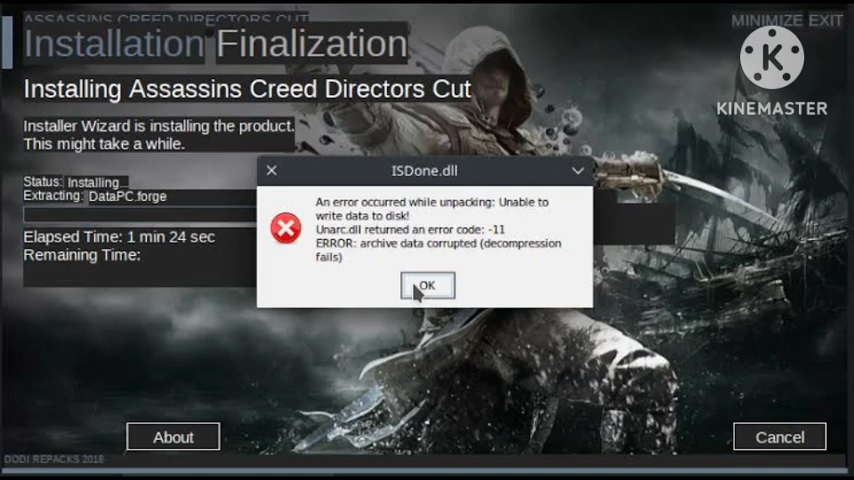 ASSASSINS CREED DIRECTORS CUT
MINIMIZE EXIT
Installation Finalization
KINEMASTER
Installing Assassins Creed Directors Cut
Installer Wizard is installing the product.
This might take a while.
ISDone.dll
Status: Installing...
Extracting: DataPC.forge
An error occurred while unpacking: Unable to
write data to disk!
Unarc.dll returned an error code: -11
ERROR: archive data corrupted (decompression
fails)
Elapsed Time: 1 min 24 sec
Remaining Time:
OK
About
Cancel
DODI REPACKS 2018